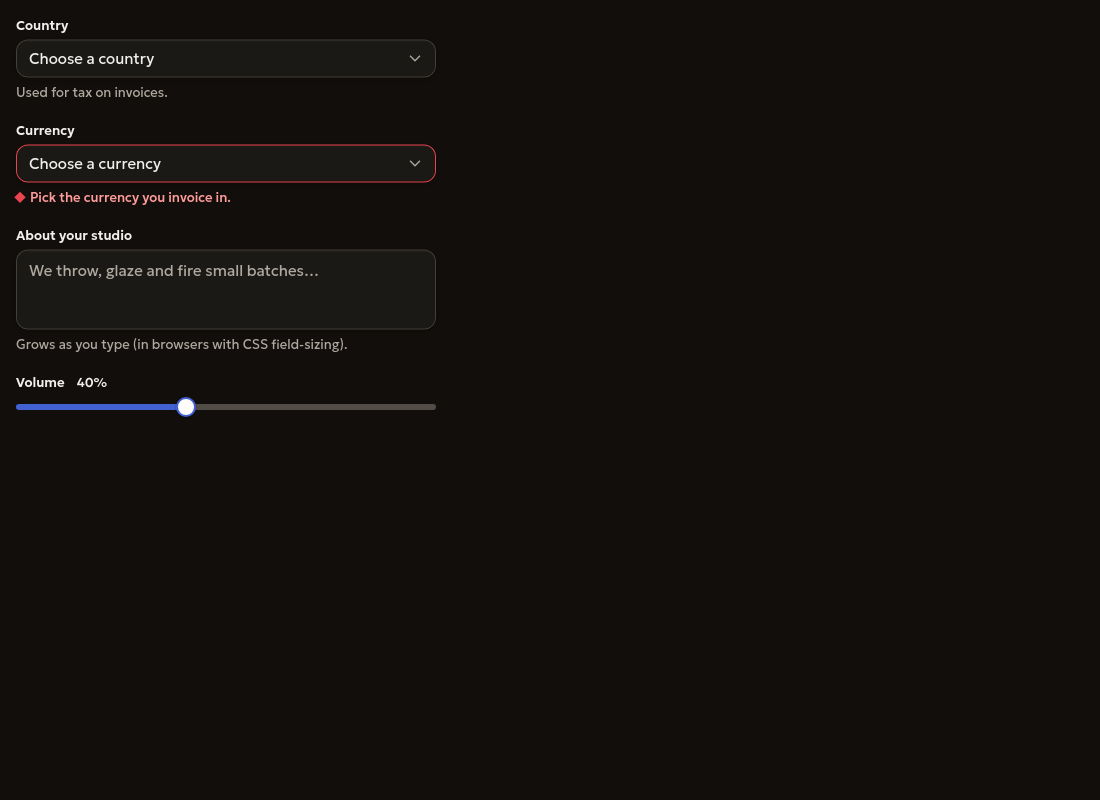 Country
Choose a country
Used for tax on invoices.
Currency
Choose a currency
Pick the currency you invoice in.
About your studio
We throw, glaze and fire small batches…
Grows as you type (in browsers with CSS field-sizing).
Volume 40%